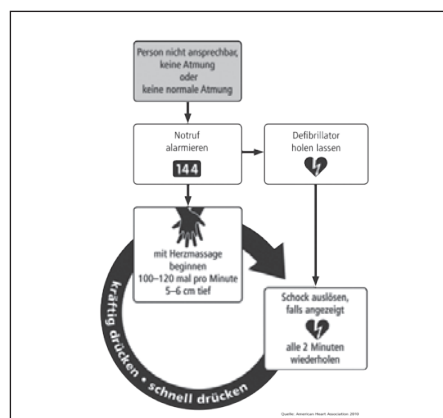 Person nicht ansprechbar,
keine Atmung
oder
keine normale Atmung
Notruf
alarmieren
144
Defibrillator
holen lassen
mit Herzmassage
beginnen
100–120 mal pro Minute
5–6 cm tief
Schock auslösen,
falls angezeigt
alle 2 Minuten
wiederholen
kräftig drücken • schnell drücken
Quelle: American Heart Association 2010